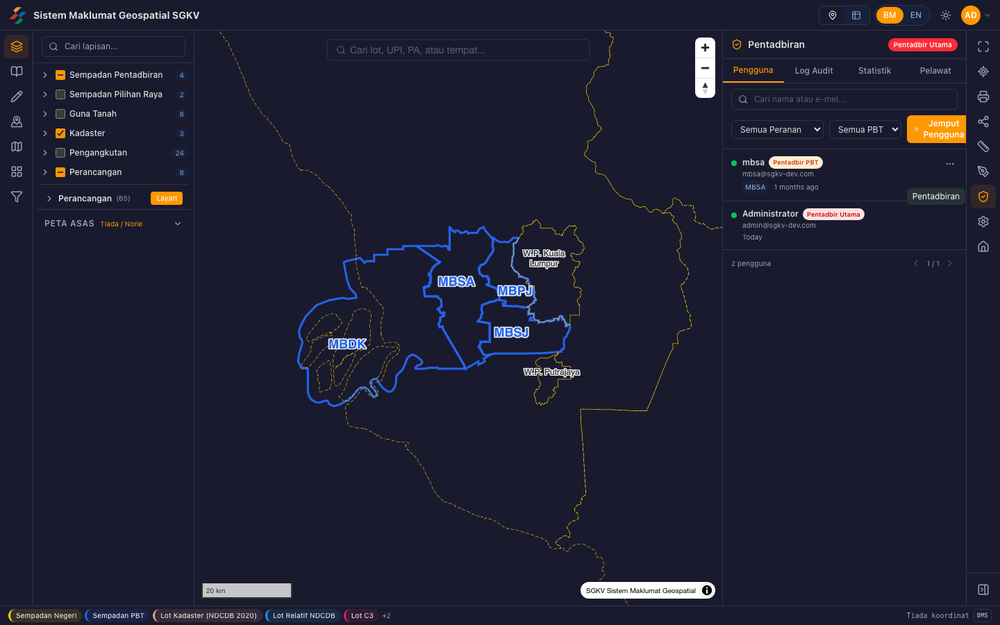 Sistem Maklumat Geospatial SGKV
BM
EN
AD
Cari lapisan...
Sempadan Pentadbiran 4
Sempadan Pilihan Raya 2
Guna Tanah 8
Kadaster 3
Pengangkutan 24
Perancangan 8
Perancangan (65) Layari
PETA ASAS Tiada / None
Cari lot, UPI, PA, atau tempat...
W.P. Kuala
Lumpur
MBSA
MBPJ
MBSJ
MBDK
W.P. Putrajaya
20 km
SGKV Sistem Maklumat Geospatial
Pentadbiran
Pentadbir Utama
Pengguna
Log Audit
Statistik
Pelawat
Cari nama atau e-mel...
Semua Peranan
Semua PBT
Jemput
Pengguna
mbsa Pentadbir PBT
mbsa@sgkv-dev.com
MBSA 1 months ago
Pentadbiran
Administrator Pentadbir Utama
admin@sgkv-dev.com
Today
2 pengguna
1 / 1
Sempadan Negeri
Sempadan PBT
Lot Kadaster (NDCDB 2020)
Lot Relatif NDCDB
Lot C3
+2
Tiada koordinat
DMS